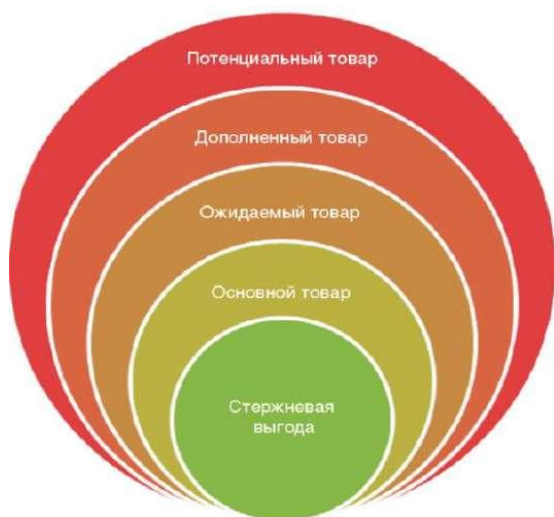 Потенциальный товар
Дополненный товар
Ожидаемый товар
Основной товар
Стержневая
выгода